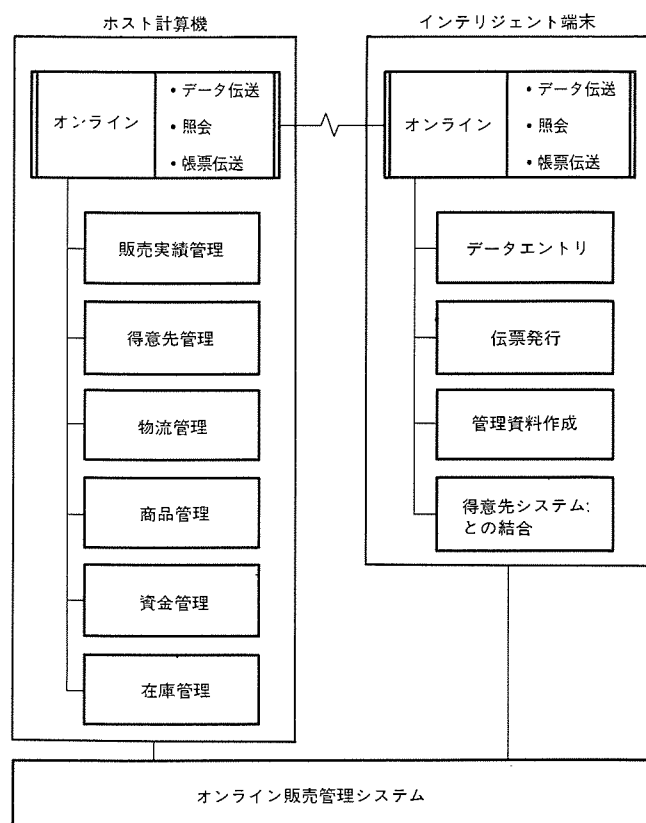 ホスト計算機
オンライン
・データ伝送
・照会
・帳票伝送
販売実績管理
得意先管理
物流管理
商品管理
資金管理
在庫管理
インテリジェント端末
オンライン
・データ伝送
・照会
・帳票伝送
データエントリ
伝票発行
管理資料作成
得意先システム
との結合
オンライン販売管理システム